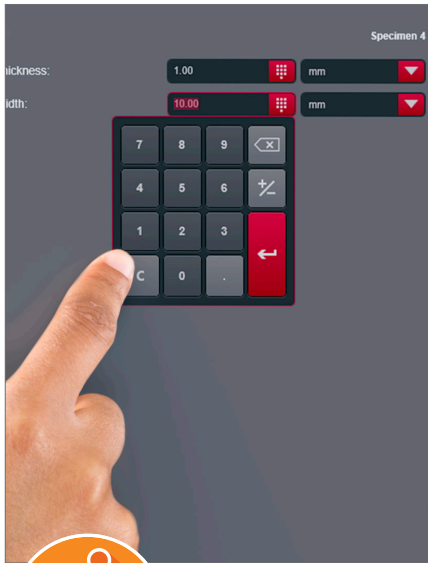 Specimen 4
hickness: 1.00 mm
idth: 10.00 mm
7 8 9
4 5 6 +/-
1 2 3
C 0 .